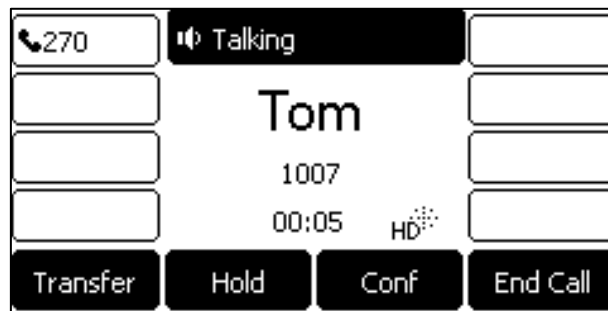 270 Talking
Tom
1007
00:05 HD
Transfer Hold Conf End Call